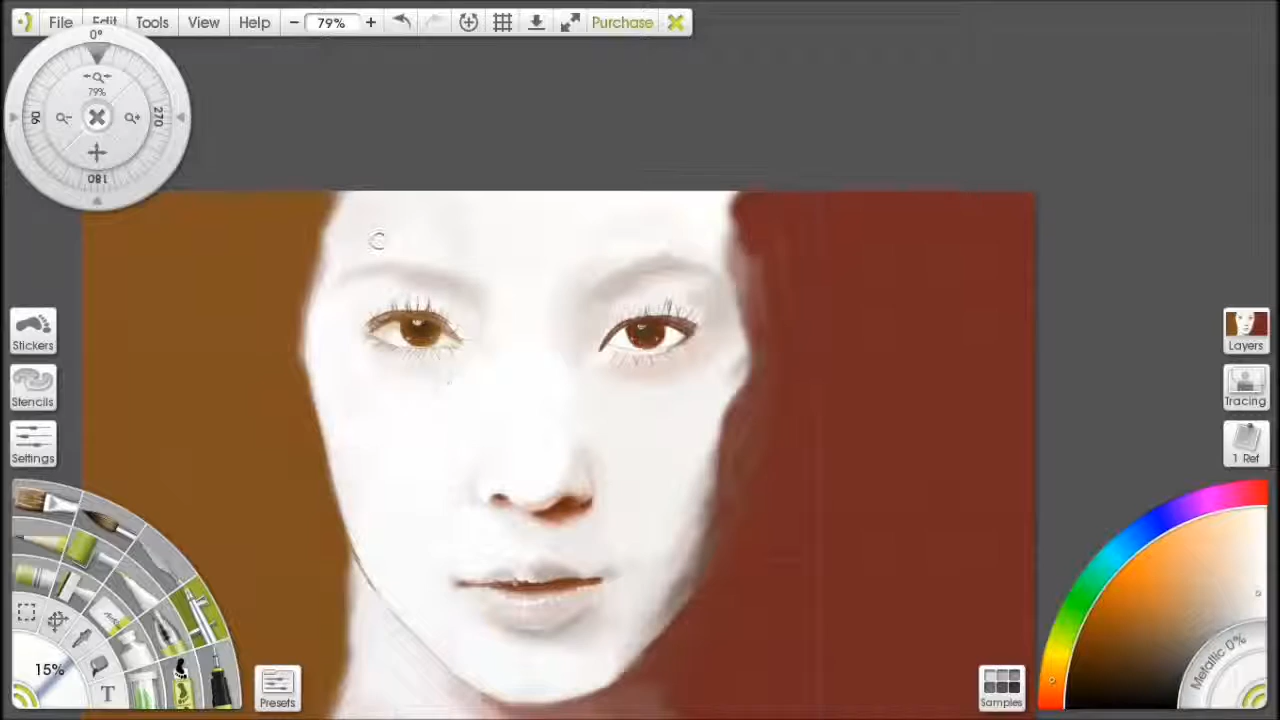 File Edit Tools View Help 79% Purchase
0°
79%
90 270
180
Stickers
Stencils
Settings
Layers
Tracing
1 Ref
15%
T
Presets
Samples
Metallic 0%